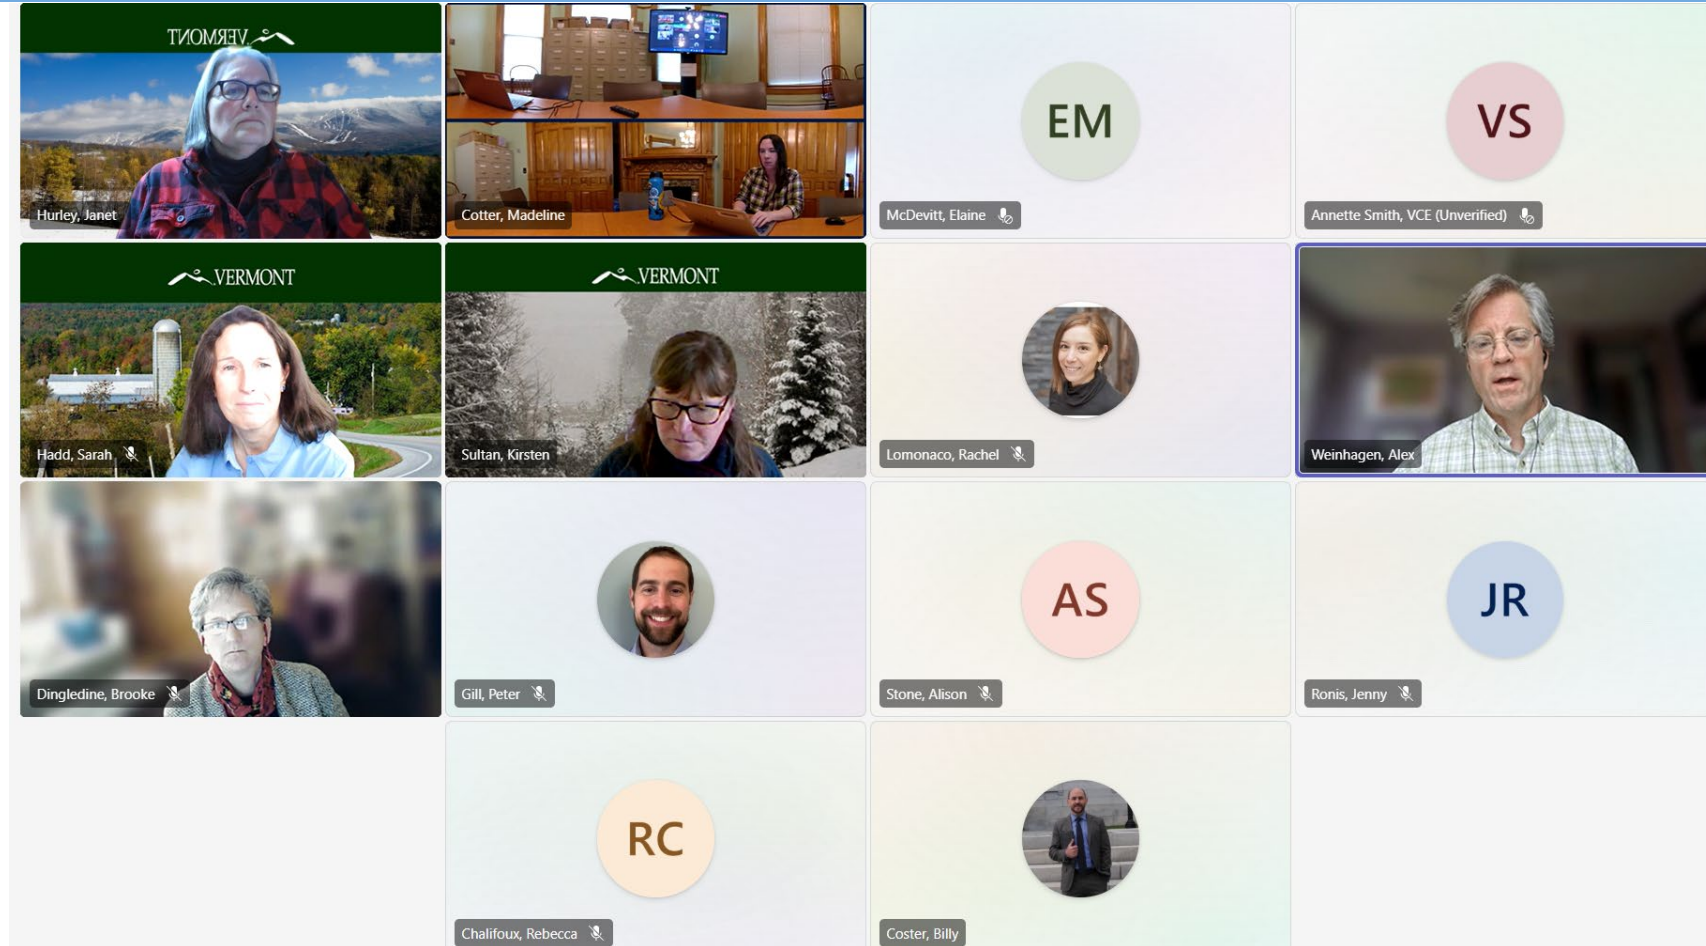 VERMONT
Hurley, Janet
Cotter, Madeline
EM
McDevitt, Elaine
VS
Annette Smith, VCE (Unverified)
VERMONT
Hadd, Sarah
VERMONT
Sultan, Kirsten
Lomonaco, Rachel
Weinhagen, Alex
Dingledine, Brooke
Gill, Peter
AS
Stone, Alison
JR
Ronis, Jenny
RC
Chalifoux, Rebecca
Coster, Billy